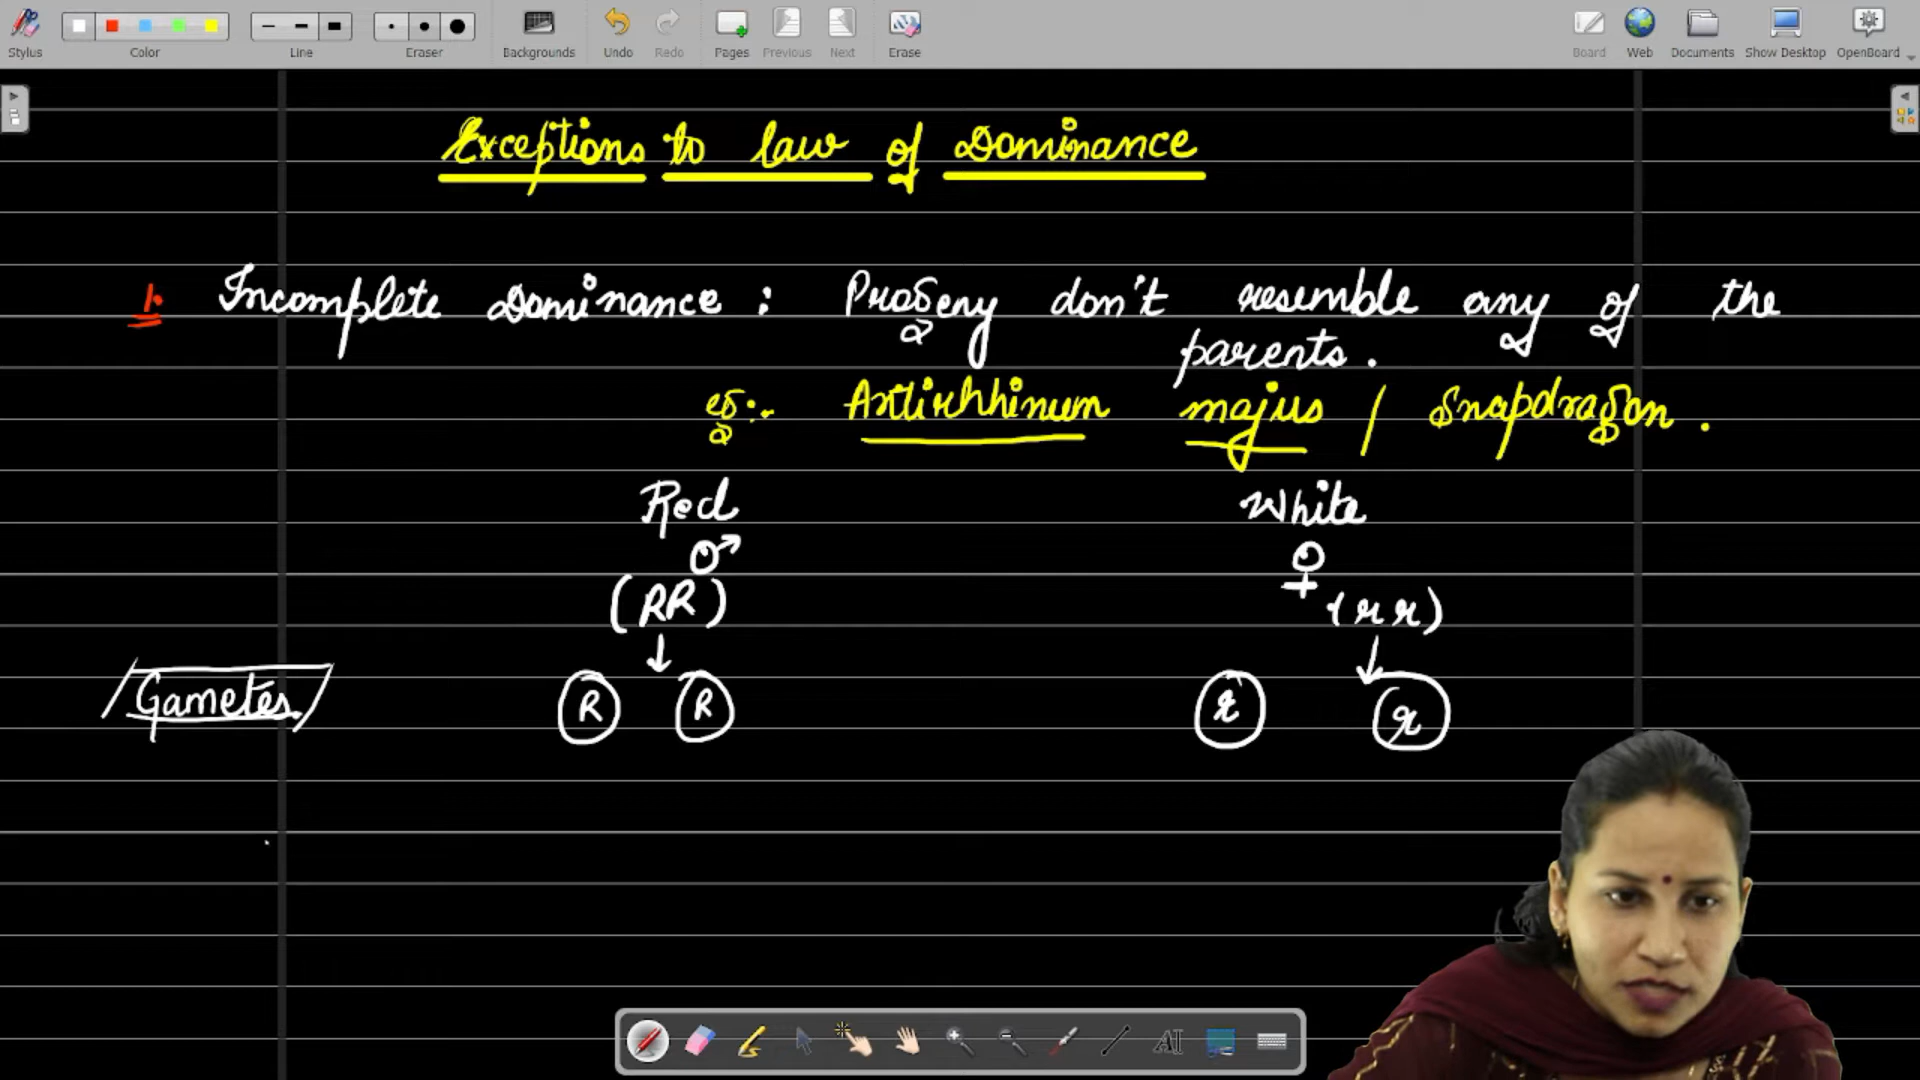 Stylus Color Line Eraser Backgrounds Undo Redo Pages Previous Next Erase Board Web Documents Show Desktop OpenBoard
Exceptions to law of Dominance
1. Incomplete Dominance : Progeny don't resemble any of the
parents.
eg:- Antirrhinum majus / Snapdragon.
Red White
♂ ♀
(RR) (rr)
↓ ↓
Gametes R R r r
AI